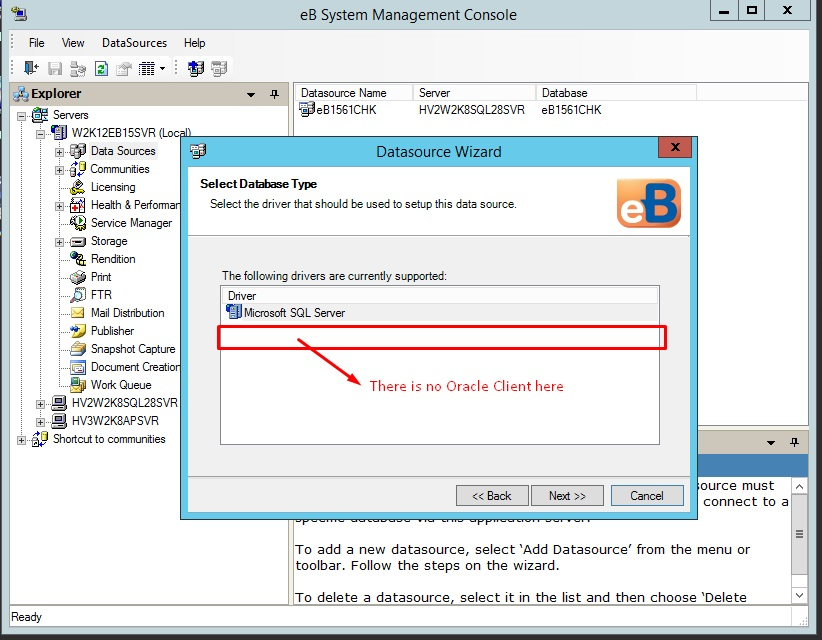 eB System Management Console
File View DataSources Help
Explorer
Servers
W2K12EB15SVR (Local)
Data Sources
Communities
Licensing
Health & Performan
Service Manager
Storage
Rendition
Print
FTR
Mail Distribution
Publisher
Snapshot Capture
Document Creation
Work Queue
HV2W2K8SQL28SVR
HV3W2K8APSVR
Shortcut to communities
Datasource Name Server Database
eB1561CHK HV2W2K8SQL28SVR eB1561CHK
Datasource Wizard
Select Database Type
Select the driver that should be used to setup this data source.
eB
The following drivers are currently supported:
Driver
Microsoft SQL Server
There is no Oracle Client here
<< Back Next >> Cancel
source must
connect to a
specific database via this application server.
To add a new datasource, select ‘Add Datasource’ from the menu or
toolbar. Follow the steps on the wizard.
To delete a datasource, select it in the list and then choose ‘Delete
Ready